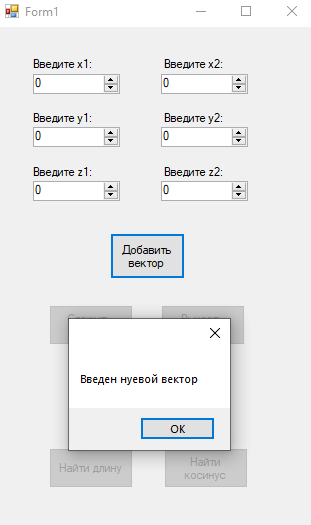 Form1
Введите x1:
Введите x2:
0
0
Введите y1:
Введите y2:
0
0
Введите z1:
Введите z2:
0
0
Добавить
вектор
Введен нуевой вектор
OK
Найти длину
Найти
косинус